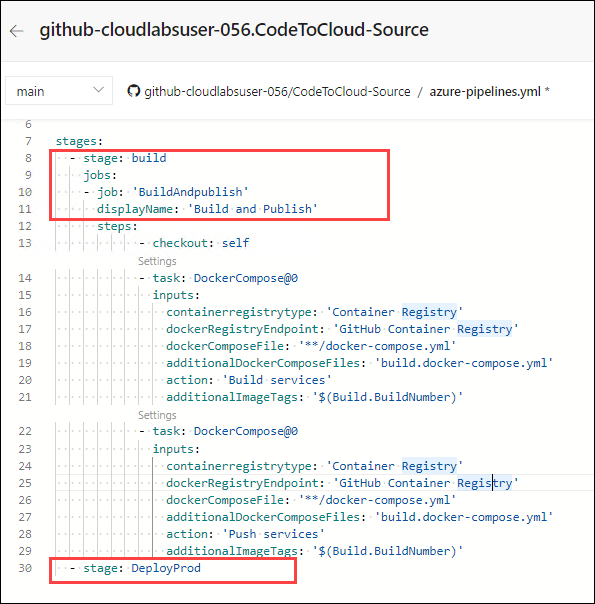 github-cloudlabsuser-056.CodeToCloud-Source
main
github-cloudlabsuser-056/CodeToCloud-Source / azure-pipelines.yml *
6
7 stages:
8 - stage: build
9 jobs:
10 - job: 'BuildAndpublish'
11 displayName: 'Build and Publish'
12 steps:
13 - checkout: self
Settings
14 - task: DockerCompose@0
15 inputs:
16 containerregistrytype: 'Container Registry'
17 dockerRegistryEndpoint: 'GitHub Container Registry'
18 dockerComposeFile: '**/docker-compose.yml'
19 additionalDockerComposeFiles: 'build.docker-compose.yml'
20 action: 'Build services'
21 additionalImageTags: '$(Build.BuildNumber)'
Settings
22 - task: DockerCompose@0
23 inputs:
24 containerregistrytype: 'Container Registry'
25 dockerRegistryEndpoint: 'GitHub Container Registry'
26 dockerComposeFile: '**/docker-compose.yml'
27 additionalDockerComposeFiles: 'build.docker-compose.yml'
28 action: 'Push services'
29 additionalImageTags: '$(Build.BuildNumber)'
30 - stage: DeployProd